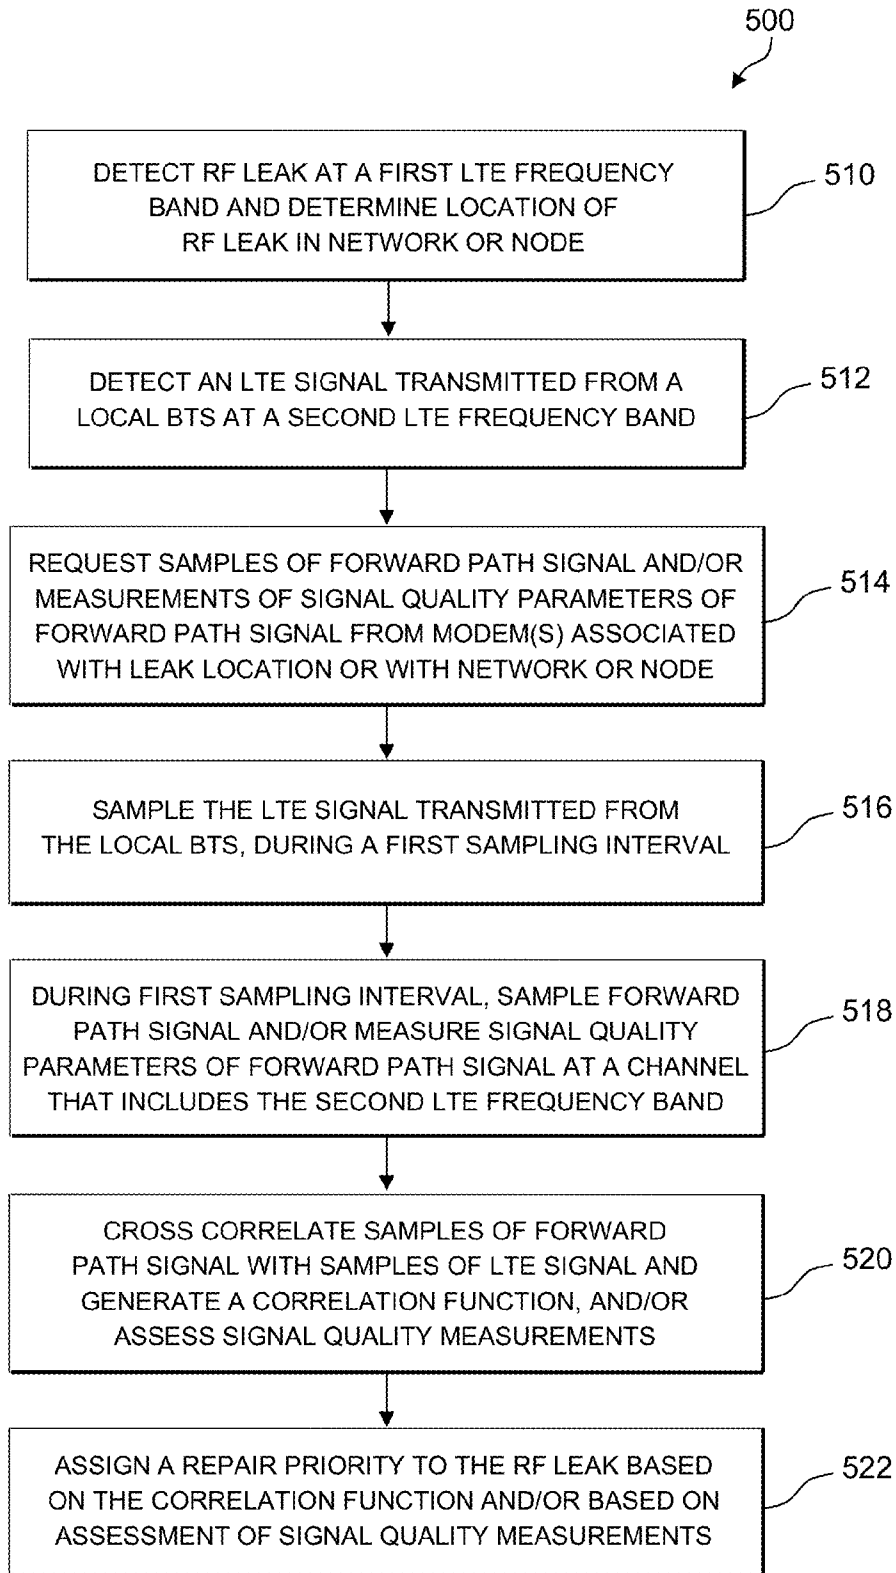 500
DETECT RF LEAK AT A FIRST LTE FREQUENCY
BAND AND DETERMINE LOCATION OF
RF LEAK IN NETWORK OR NODE
510
DETECT AN LTE SIGNAL TRANSMITTED FROM A
LOCAL BTS AT A SECOND LTE FREQUENCY BAND
512
REQUEST SAMPLES OF FORWARD PATH SIGNAL AND/OR
MEASUREMENTS OF SIGNAL QUALITY PARAMETERS OF
FORWARD PATH SIGNAL FROM MODEM(S) ASSOCIATED
WITH LEAK LOCATION OR WITH NETWORK OR NODE
514
SAMPLE THE LTE SIGNAL TRANSMITTED FROM
THE LOCAL BTS, DURING A FIRST SAMPLING INTERVAL
516
DURING FIRST SAMPLING INTERVAL, SAMPLE FORWARD
PATH SIGNAL AND/OR MEASURE SIGNAL QUALITY
PARAMETERS OF FORWARD PATH SIGNAL AT A CHANNEL
THAT INCLUDES THE SECOND LTE FREQUENCY BAND
518
CROSS CORRELATE SAMPLES OF FORWARD
PATH SIGNAL WITH SAMPLES OF LTE SIGNAL AND
GENERATE A CORRELATION FUNCTION, AND/OR
ASSESS SIGNAL QUALITY MEASUREMENTS
520
ASSIGN A REPAIR PRIORITY TO THE RF LEAK BASED
ON THE CORRELATION FUNCTION AND/OR BASED ON
ASSESSMENT OF SIGNAL QUALITY MEASUREMENTS
522